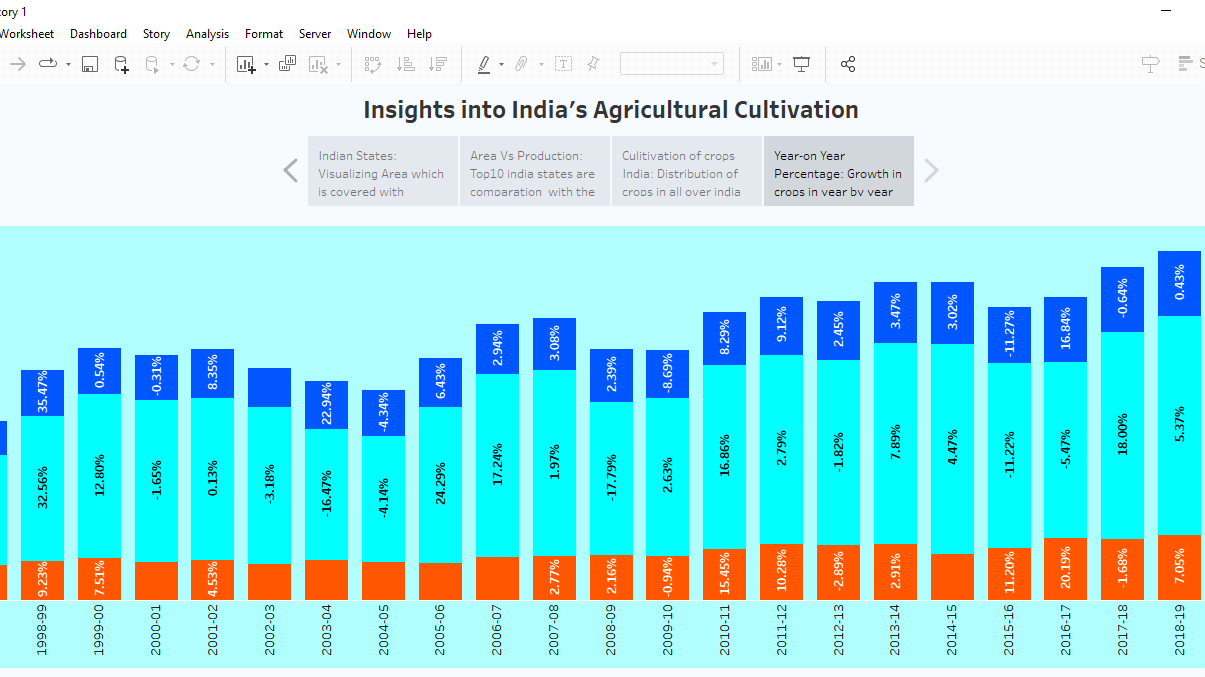 tory 1
Worksheet Dashboard Story Analysis Format Server Window Help
S
Insights into India’s Agricultural Cultivation
Indian States:
Visualizing Area which
is covered with
Area Vs Production:
Top10 india states are
compration with the
Culitivation of crops
India: Distribution of
crops in all over india
Year-on Year
Percentage: Growth in
crops in year by year
35.47% 0.54% -0.31% 8.35% 22.94% -4.34% 6.43% 2.94% 3.08% 2.39% -8.69% 8.29% 9.12% 2.45% 3.47% 3.02% -11.27% 16.84% -0.64% 0.43%
32.56% 12.80% -1.65% 0.13% -3.18% -16.47% -4.14% 24.29% 17.24% 1.97% -17.79% 2.63% 16.86% 2.79% -1.82% 7.89% 4.47% -11.22% -5.47% 18.00% 5.37%
9.23% 7.51% 4.53% 2.77% 2.16% -0.94% 15.45% 10.28% -2.89% 2.91% 11.20% 20.19% -1.68% 7.05%
1998-99 1999-00 2000-01 2001-02 2002-03 2003-04 2004-05 2005-06 2006-07 2007-08 2008-09 2009-10 2010-11 2011-12 2012-13 2013-14 2014-15 2015-16 2016-17 2017-18 2018-19